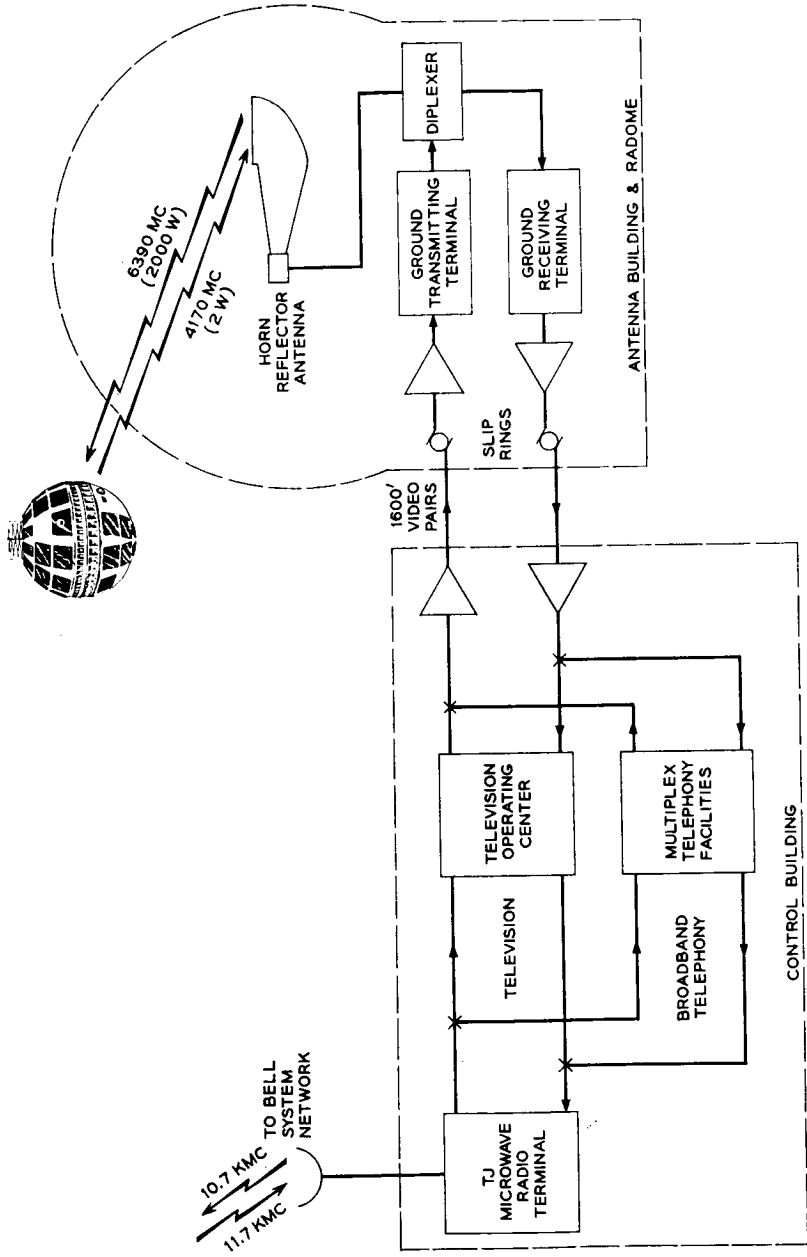 10.7 KMC
11.7 KMC
TO BELL
SYSTEM
NETWORK
TJ
MICROWAVE
RADIO
TERMINAL
TELEVISION
BROADBAND
TELEPHONY
TELEVISION
OPERATING
CENTER
MULTIPLEX
TELEPHONY
FACILITIES
CONTROL BUILDING
1600'
VIDEO
PAIRS
SLIP
RINGS
6390 MC
(2000 W)
4170 MC
(2 W)
HORN
REFLECTOR
ANTENNA
GROUND
TRANSMITTING
TERMINAL
DIPLEXER
GROUND
RECEIVING
TERMINAL
ANTENNA BUILDING & RADOME